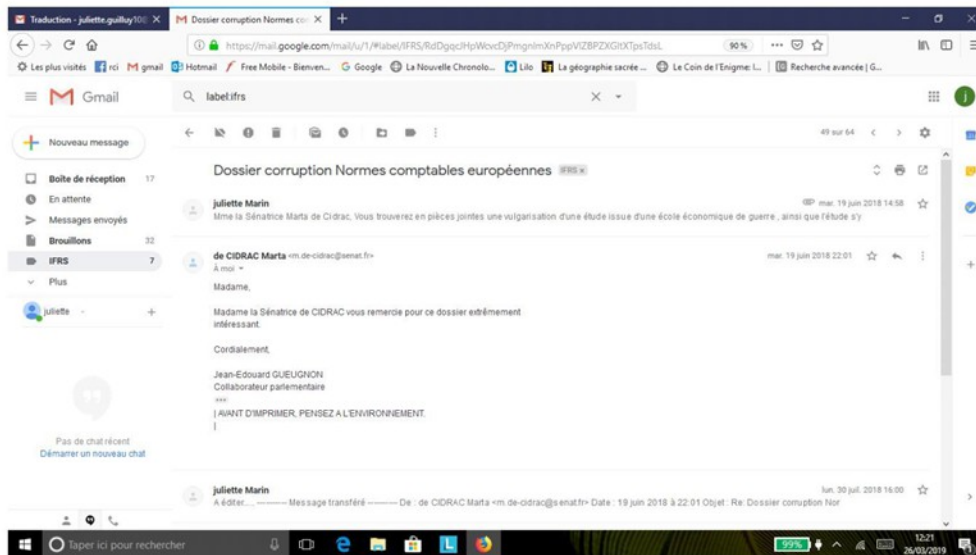 Traduction - juliette.guilluy10
Dossier corruption Normes co
https://mail.google.com/mail/u/1/#label/IFRS/
90 %
Les plus visités rci M gmail Hotmail Free Mobile - Bienven... Google La Nouvelle Chronolo... Lilo La géographie sacrée ... Le Coin de l'Enigme: I... Recherche avancée | G...
Gmail
label:ifrs
Nouveau message
49 sur 64
Boîte de réception 17
En attente
Messages envoyés
Brouillons 32
IFRS 7
Plus
juliette
Pas de chat récent
Démarrer un nouveau chat
Dossier corruption Normes comptables européennes IFRS x
juliette Marin
mar. 19 juin 2018 14:58
Mme la Sénatrice Marta de Cidrac, Vous trouverez en pièces jointes une vulgarisation d'une étude issue d'une école économique de guerre , ainsi que l'étude s'y
de CIDRAC Marta <m.de-cidrac@senat.fr>
mar. 19 juin 2018 22:01
À moi
Madame,
Madame la Sénatrice de CIDRAC vous remercie pour ce dossier extrêmement
intéressant.
Cordialement,
Jean-Edouard GUEUGNON
Collaborateur parlementaire
| AVANT D'IMPRIMER, PENSEZ A L'ENVIRONNEMENT.
|
juliette Marin
lun. 30 juil. 2018 16:00
A éditer.... ---------- Message transféré ---------- De : de CIDRAC Marta <m.de-cidrac@senat.fr> Date : 19 juin 2018 à 22:01 Objet : Re: Dossier corruption Nor
Taper ici pour rechercher
99%
12:21
26/03/2019